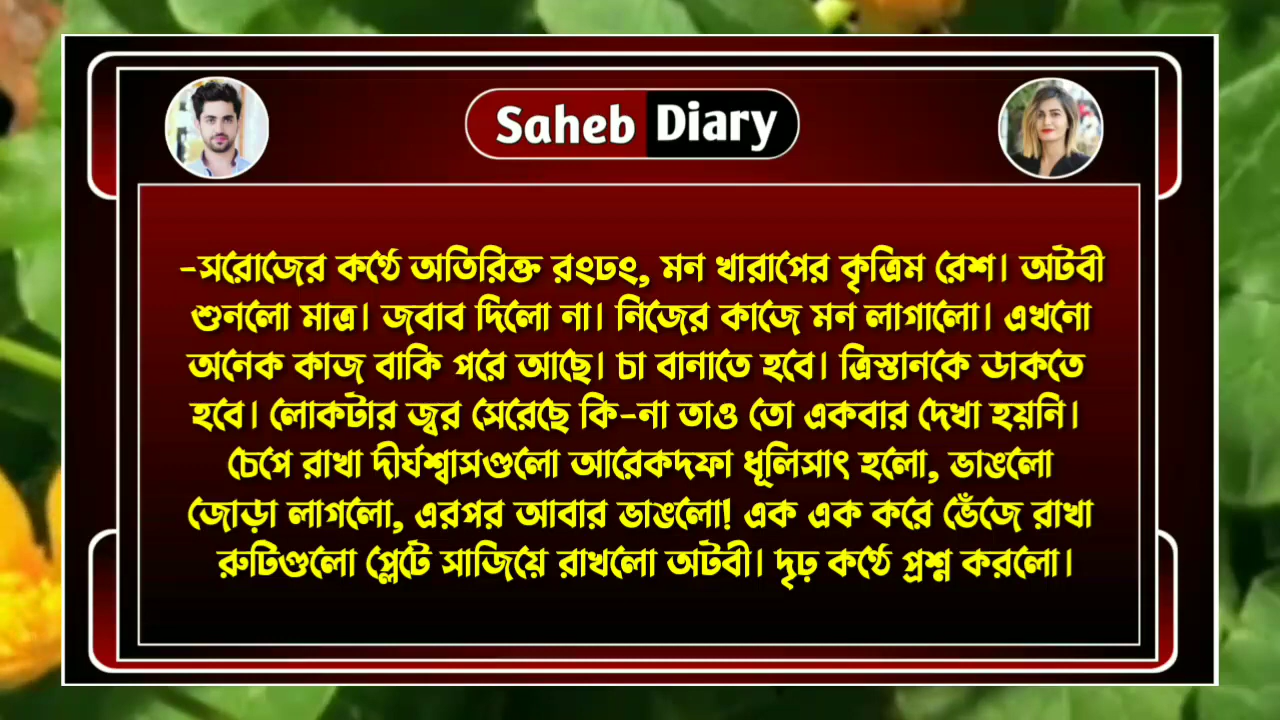 Saheb Diary
-সরোজের কণ্ঠে অতিরিক্ত রংঢং, মন খারাপের কৃত্রিম রেশ। অটবী
শুনলো মাত্র। জবাব দিলো না। নিজের কাজে মন লাগালো। এখনো
অনেক কাজ বাকি পরে আছে। চা বানাতে হবে। ত্রিস্তানকে ডাকতে
হবে। লোকটার জ্বর সেরেছে কি-না তাও তো একবার দেখা হয়নি।
চেপে রাখা দীর্ঘশ্বাসগুলো আরেকদফা ধূলিসাৎ হলো, ভাঙলো
জোড়া লাগলো, এরপর আবার ভাঙলো! এক এক করে ভেঁজে রাখা
রুটিগুলো প্লেটে সাজিয়ে রাখলো অটবী। দৃঢ় কণ্ঠে প্রশ্ন করলো।